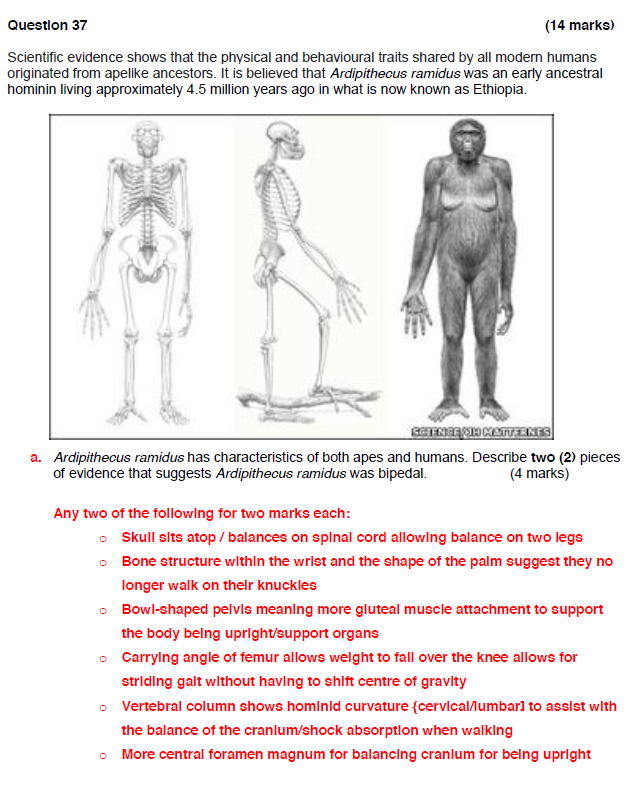 Question 37 (14 marks)
Scientific evidence shows that the physical and behavioural traits shared by all modern humans
originated from apelike ancestors. It is believed that Ardipithecus ramidus was an early ancestral
hominin living approximately 4.5 million years ago in what is now known as Ethiopia.
SCIENCE/JH MATTERNES
a. Ardipithecus ramidus has characteristics of both apes and humans. Describe two (2) pieces
of evidence that suggests Ardipithecus ramidus was bipedal. (4 marks)
Any two of the following for two marks each:
○ Skull sits atop / balances on spinal cord allowing balance on two legs
○ Bone structure within the wrist and the shape of the palm suggest they no
longer walk on their knuckles
○ Bowl-shaped pelvis meaning more gluteal muscle attachment to support
the body being upright/support organs
○ Carrying angle of femur allows weight to fall over the knee allows for
striding gait without having to shift centre of gravity
○ Vertebral column shows hominid curvature {cervical/lumbar] to assist with
the balance of the cranium/shock absorption when walking
○ More central foramen magnum for balancing cranium for being upright